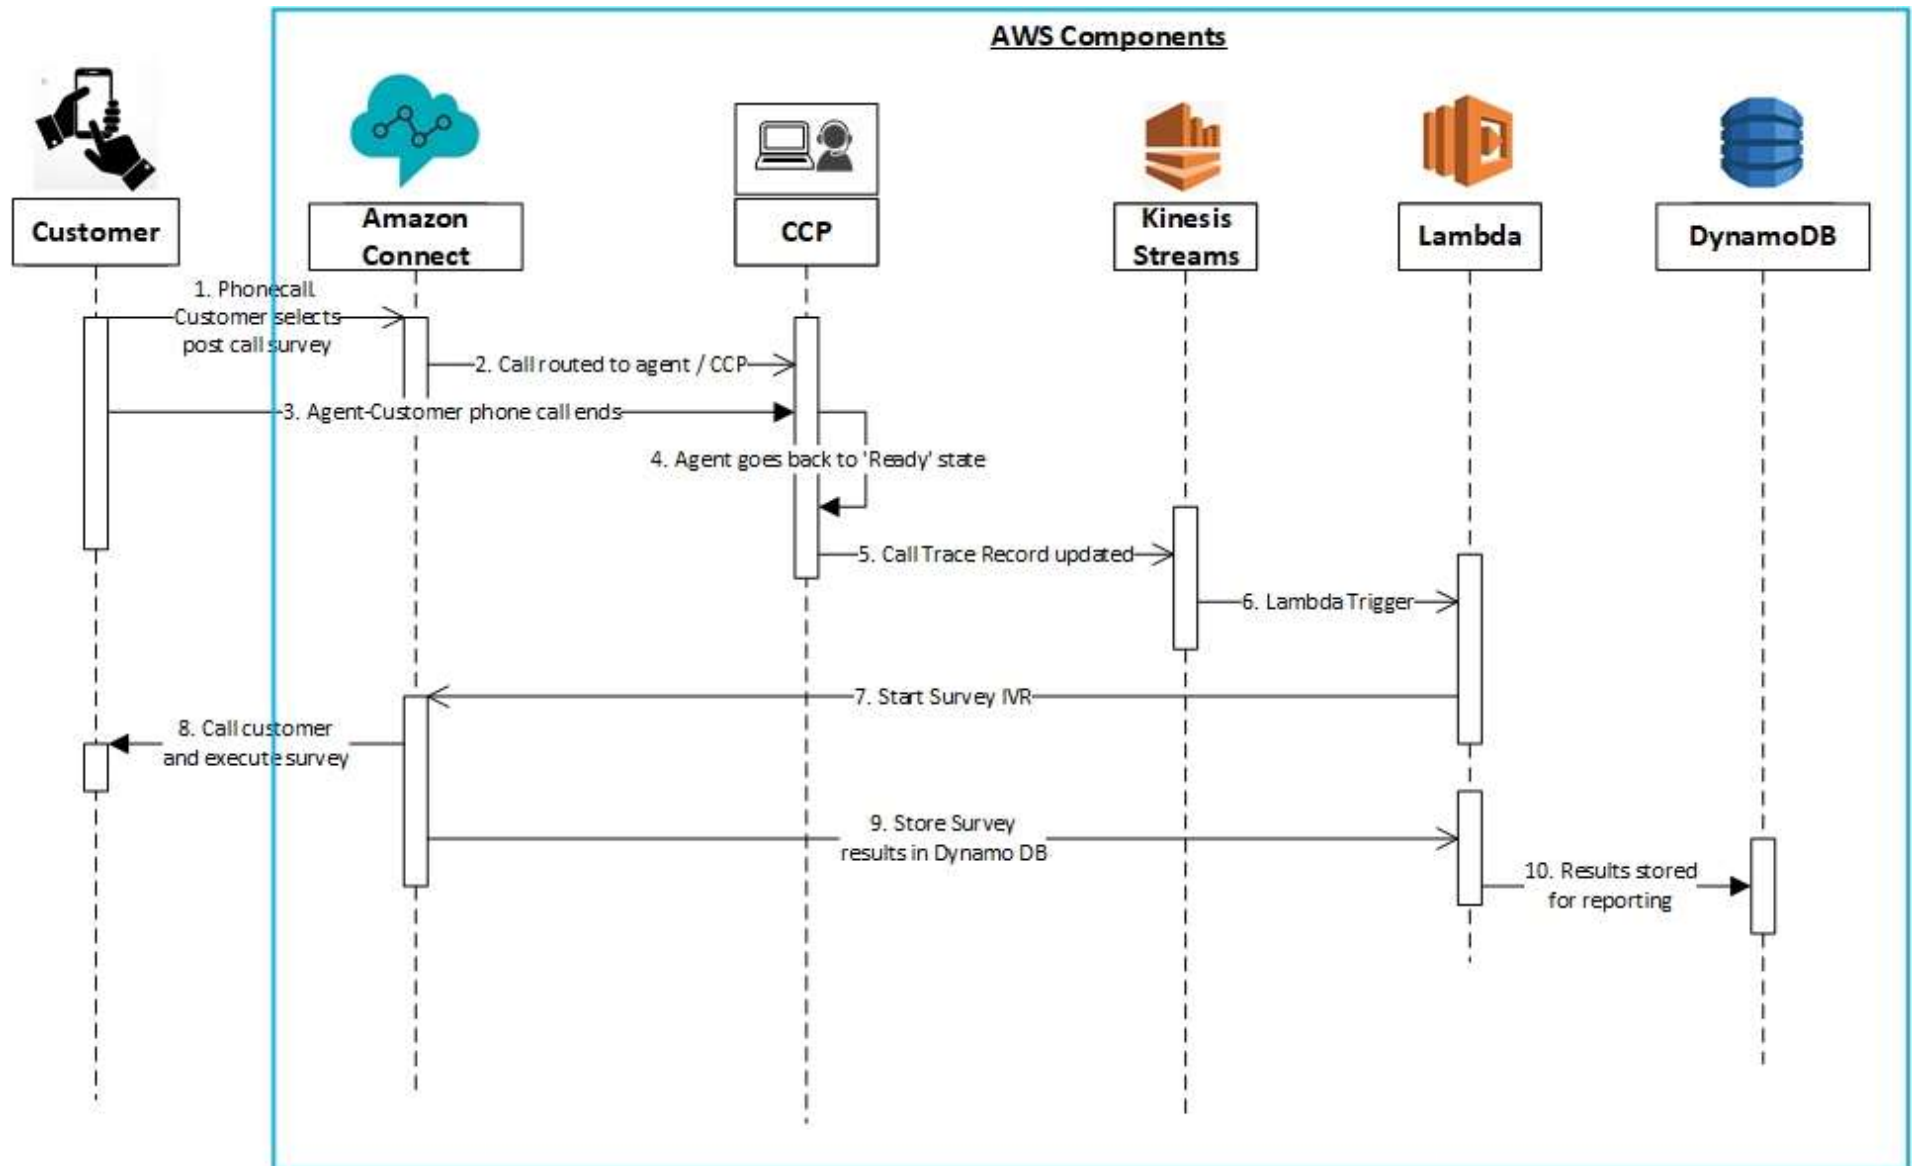 AWS Components
Customer
Amazon
Connect
CCP
Kinesis
Streams
Lambda
DynamoDB
1. Phonecall.
Customer selects
post call survey
2. Call routed to agent / CCP
3. Agent-Customer phone call ends
4. Agent goes back to 'Ready' state
5. Call Trace Record updated
6. Lambda Trigger
7. Start Survey IVR
8. Call customer
and execute survey
9. Store Survey
results in Dynamo DB
10. Results stored
for reporting